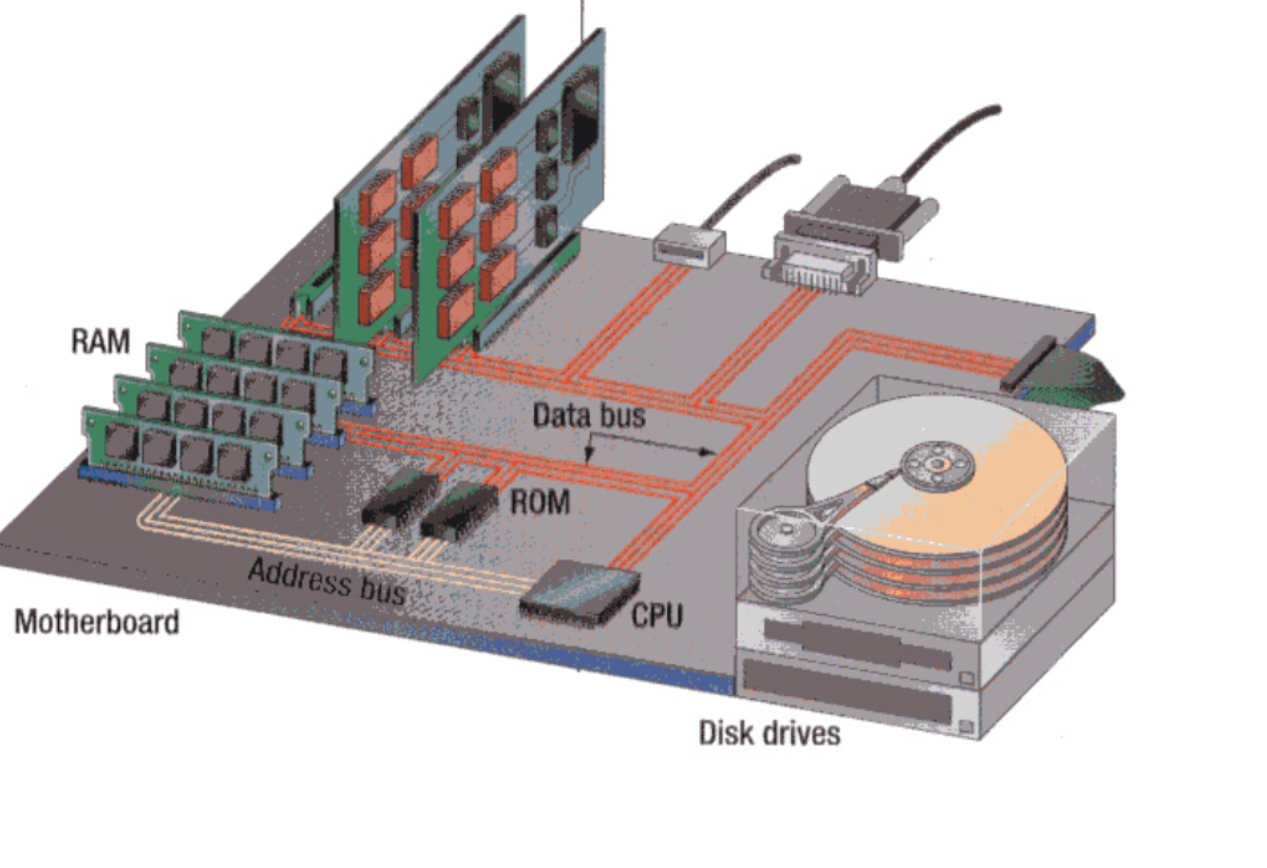 RAM
Data bus
ROM
Address bus
CPU
Motherboard
Disk drives